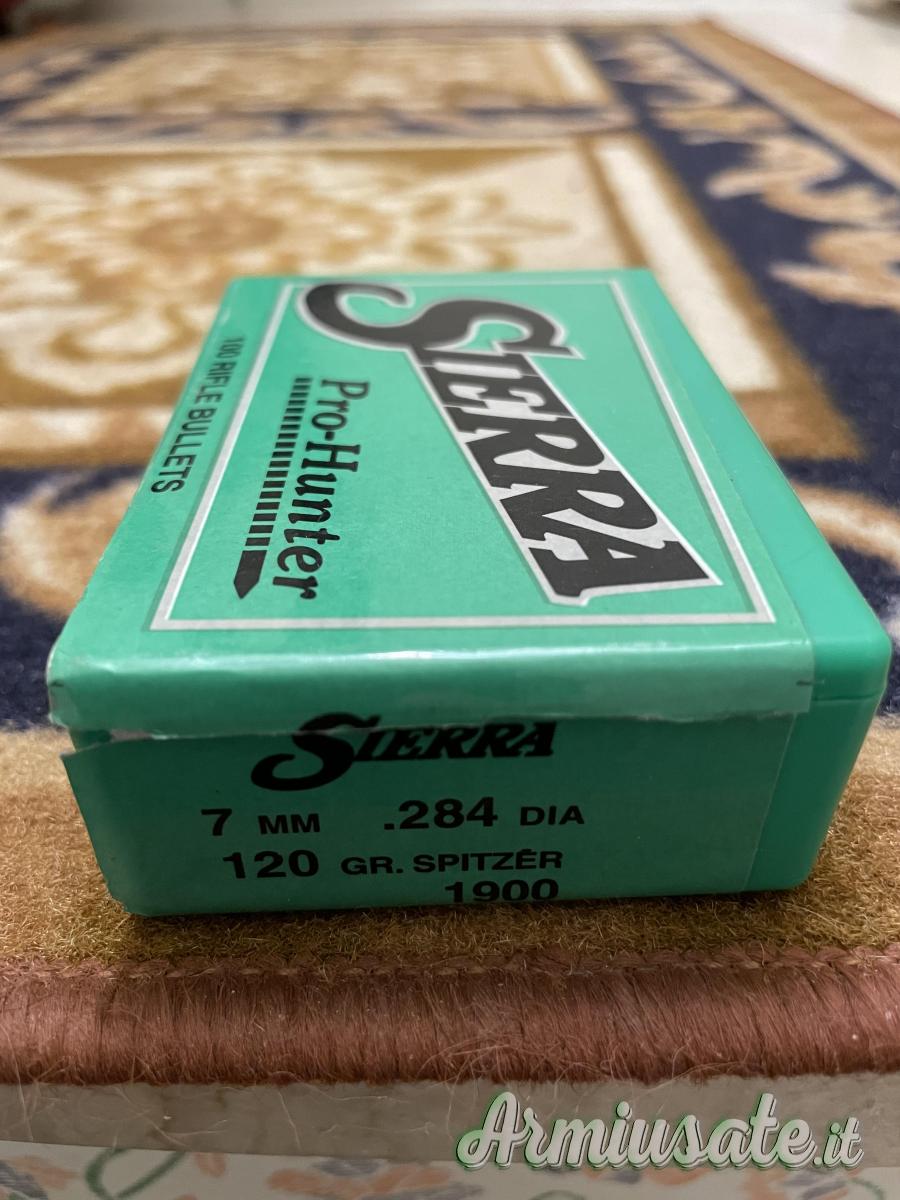 SIERRA
Pro-Hunter
100 RIFLE BULLETS
SIERRA
7 MM .284 DIA
120 GR. SPITZER
1900
Armiusate.it